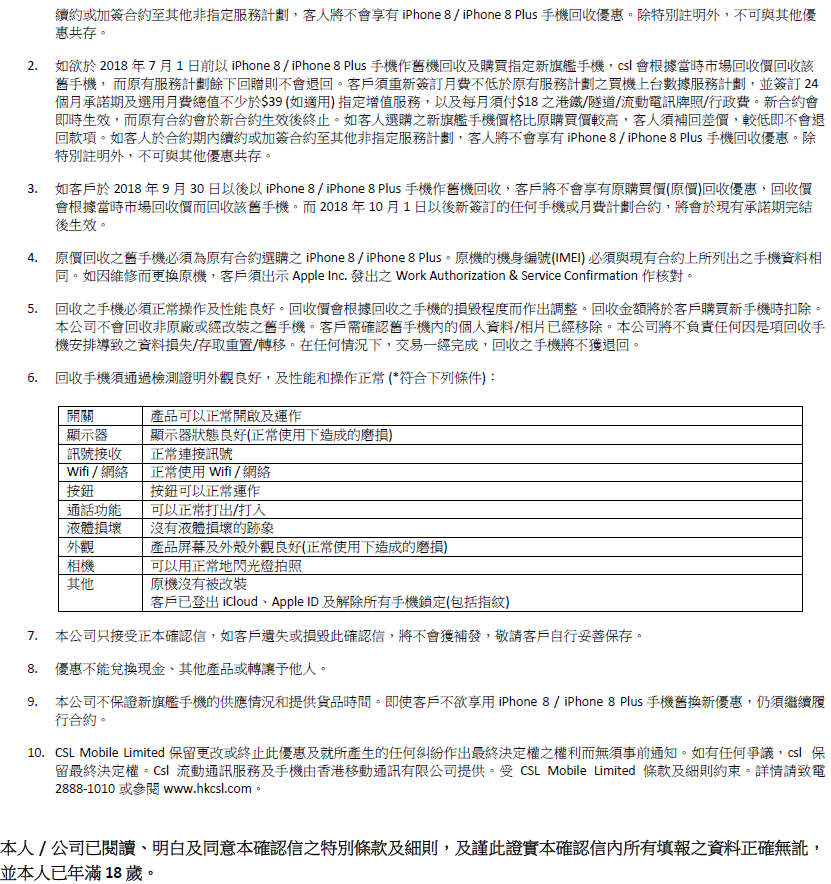 續約或加簽合約至其他非指定服務計劃，客人將不會享有 iPhone 8 / iPhone 8 Plus 手機回收優惠。除特別註明外，不可與其他優
惠共存。
2. 如欲於 2018 年 7 月 1 日前以 iPhone 8 / iPhone 8 Plus 手機作舊機回收及購買指定新旗艦手機，csl 會根據當時市場回收價回收該
舊手機， 而原有服務計劃餘下回贈則不會退回。客戶須重新簽訂月費不低於原有服務計劃之買機上台數據服務計劃，並簽訂 24
個月承諾期及選用月費總值不少於$39 (如適用) 指定增值服務，以及每月須付$18 之港鐵/隧道/流動電訊牌照/行政費。新合約會
即時生效，而原有合約會於新合約生效後終止。如客人選購之新旗艦手機價格比原購買價較高，客人須補回差價，較低即不會退
回款項。如客人於合約期內續約或加簽合約至其他非指定服務計劃，客人將不會享有 iPhone 8 / iPhone 8 Plus 手機回收優惠。除
特別註明外，不可與其他優惠共存。
3. 如客戶於 2018 年 9 月 30 日以後以 iPhone 8 / iPhone 8 Plus 手機作舊機回收，客戶將不會享有原購買價(原價)回收優惠，回收價
會根據當時市場回收價而回收該舊手機。而 2018 年 10 月 1 日以後新簽訂的任何手機或月費計劃合約，將會於現有承諾期完結
後生效。
4. 原價回收之舊手機必須為原有合約選購之 iPhone 8 / iPhone 8 Plus。原機的機身編號(IMEI) 必須與現有合約上所列出之手機資料相
同。如因維修而更換原機，客戶須出示 Apple Inc. 發出之 Work Authorization & Service Confirmation 作核對。
5. 回收之手機必須正常操作及性能良好。回收價會根據回收之手機的損毀程度而作出調整。回收金額將於客戶購買新手機時扣除。
本公司不會回收非原廠或經改裝之舊手機。客戶需確認舊手機內的個人資料/相片已經移除。本公司將不負責任何因是項回收手
機安排導致之資料損失/存取重置/轉移。在任何情況下，交易一經完成，回收之手機將不獲退回。
6. 回收手機須通過檢測證明外觀良好，及性能和操作正常 (*符合下列條件)：
開關 產品可以正常開啟及運作
顯示器 顯示器狀態良好(正常使用下造成的磨損)
訊號接收 正常連接訊號
Wifi / 網絡 正常使用 Wifi / 網絡
按鈕 按鈕可以正常運作
通話功能 可以正常打出/打入
液體損壞 沒有液體損壞的跡象
外觀 產品屏幕及外殼外觀良好(正常使用下造成的磨損)
相機 可以用正常地閃光燈拍照
其他 原機沒有被改裝
客戶已登出 iCloud、Apple ID 及解除所有手機鎖定(包括指紋)
7. 本公司只接受正本確認信，如客戶遺失或損毀此確認信，將不會獲補發，敬請客戶自行妥善保存。
8. 優惠不能兌換現金、其他產品或轉讓予他人。
9. 本公司不保證新旗艦手機的供應情況和提供貨品時間。即使客戶不欲享用 iPhone 8 / iPhone 8 Plus 手機舊換新優惠，仍須繼續履
行合約。
10. CSL Mobile Limited 保留更改或終止此優惠及就所產生的任何糾紛作出最終決定權之權利而無須事前通知。如有任何爭議，csl 保
留最終決定權。Csl 流動通訊服務及手機由香港移動通訊有限公司提供。受 CSL Mobile Limited 條款及細則約束。詳情請致電
2888-1010 或參閱 www.hkcsl.com。
本人 / 公司已閱讀、明白及同意本確認信之特別條款及細則，及謹此證實本確認信內所有填報之資料正確無訛，
並本人已年滿 18 歲。